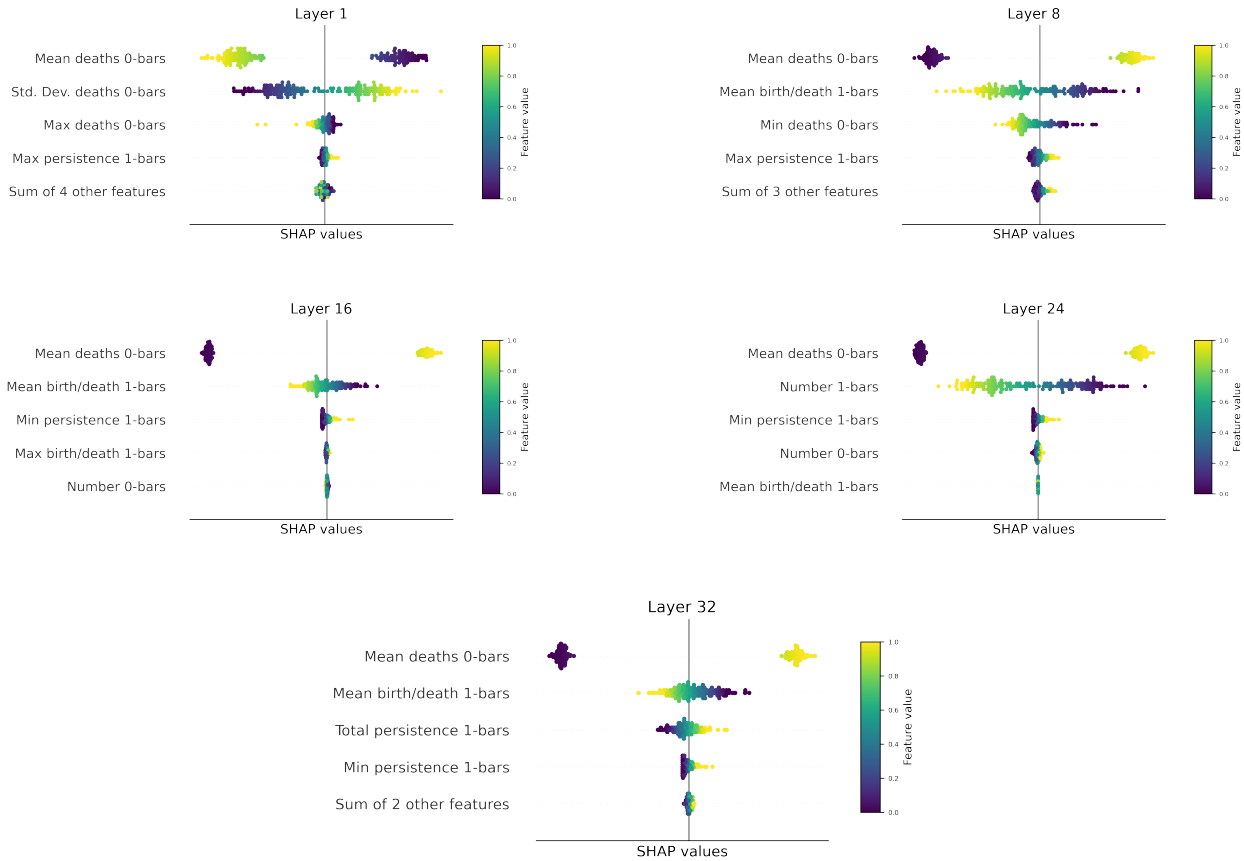 Layer 1
Mean deaths 0-bars
Std. Dev. deaths 0-bars
Max deaths 0-bars
Max persistence 1-bars
Sum of 4 other features
SHAP values
1.0
0.8
0.6
0.4
0.2
0.0
Feature value
Layer 8
Mean deaths 0-bars
Mean birth/death 1-bars
Min deaths 0-bars
Max persistence 1-bars
Sum of 3 other features
SHAP values
1.0
0.8
0.6
0.4
0.2
0.0
Feature value
Layer 16
Mean deaths 0-bars
Mean birth/death 1-bars
Min persistence 1-bars
Max birth/death 1-bars
Number 0-bars
SHAP values
1.0
0.8
0.6
0.4
0.2
0.0
Feature value
Layer 24
Mean deaths 0-bars
Number 1-bars
Min persistence 1-bars
Number 0-bars
Mean birth/death 1-bars
SHAP values
1.0
0.8
0.6
0.4
0.2
0.0
Feature value
Layer 32
Mean deaths 0-bars
Mean birth/death 1-bars
Total persistence 1-bars
Min persistence 1-bars
Sum of 2 other features
SHAP values
1.0
0.8
0.6
0.4
0.2
0.0
Feature value